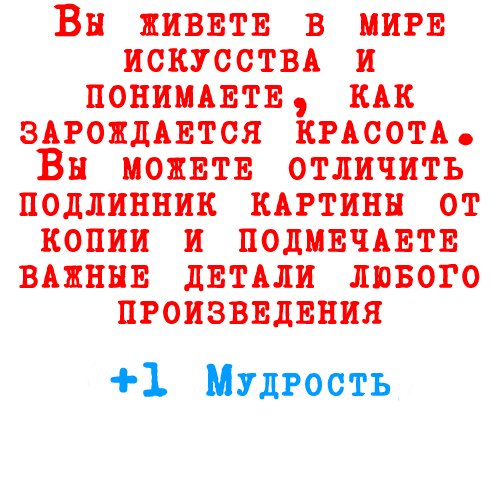 Вы живете в мире
искусства и
понимаете, как
зарождается красота.
Вы можете отличить
подлинник картины от
копии и подмечаете
важные детали любого
произведения
+1 Мудрость